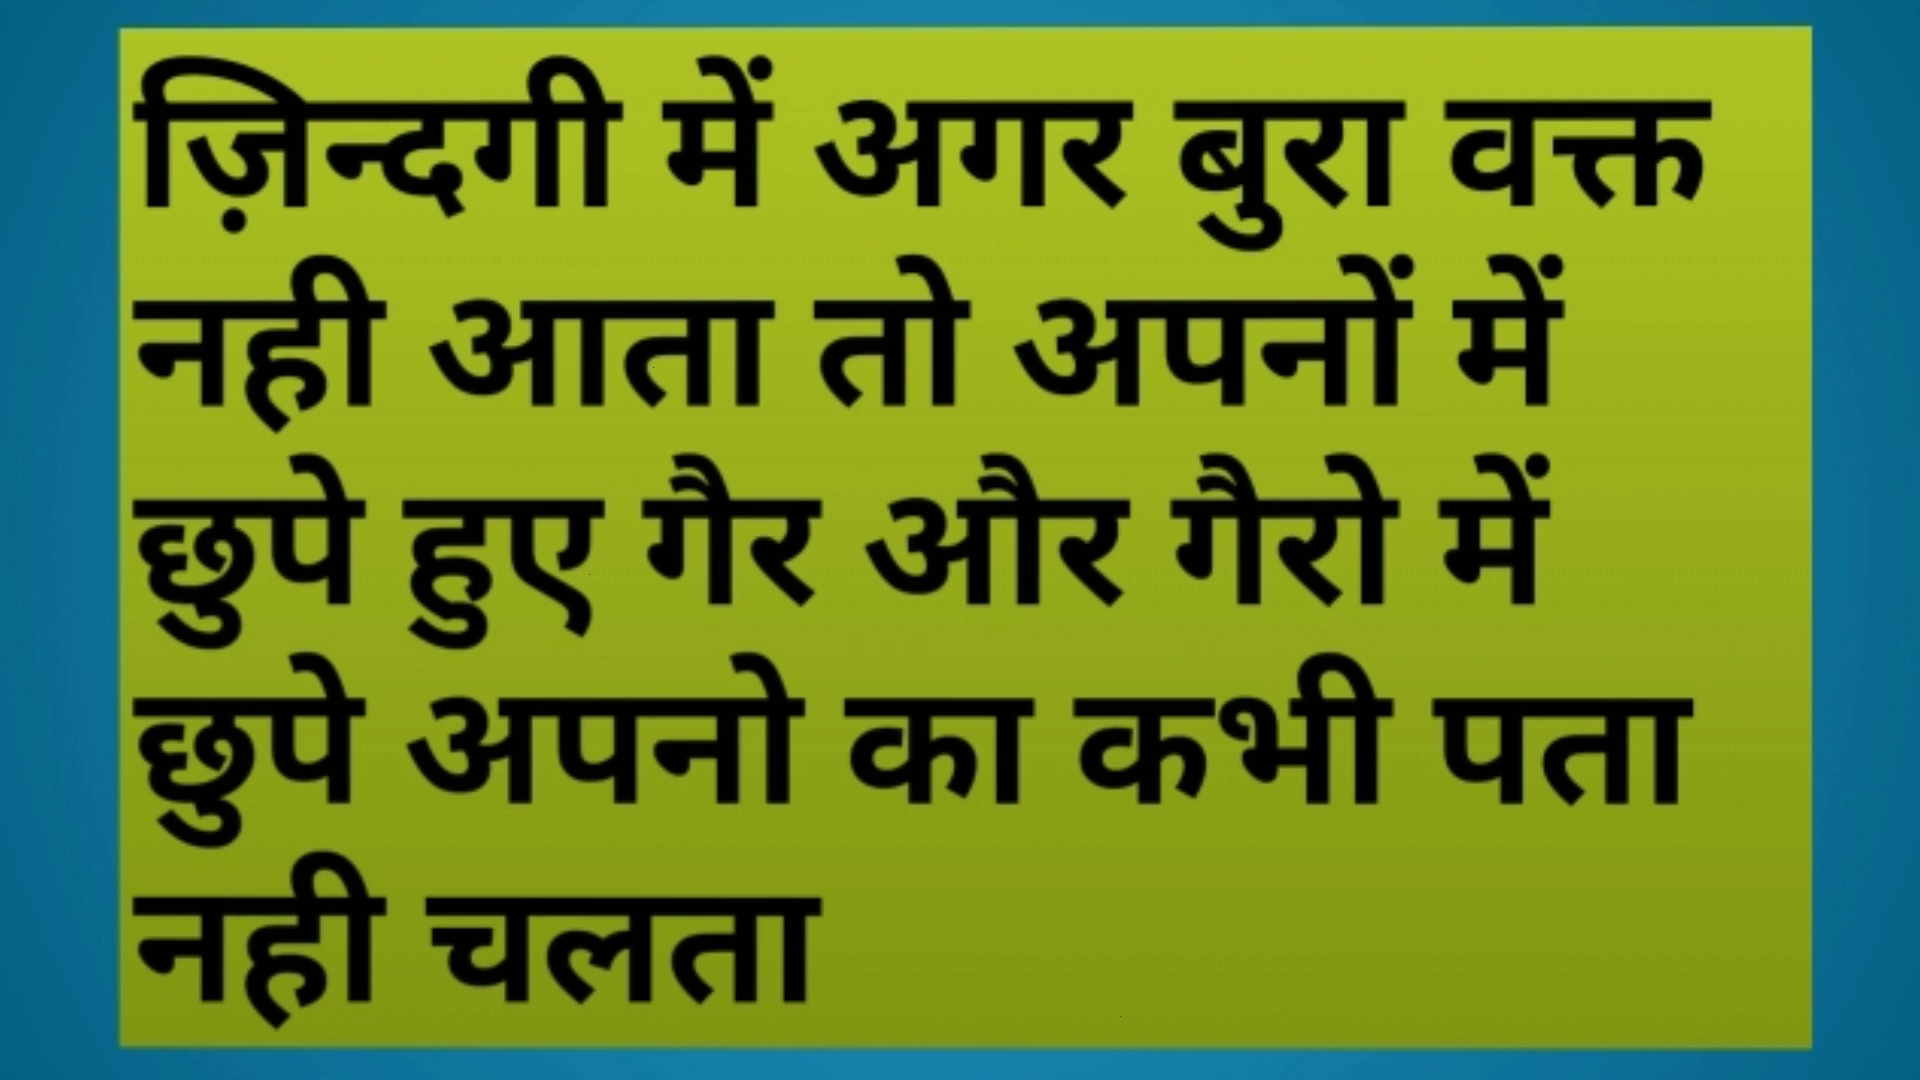 ज़िन्दगी में अगर बुरा वक्त
नही आता तो अपनों में
छुपे हुए गैर और गैरो में
छुपे अपनो का कभी पता
नही चलता